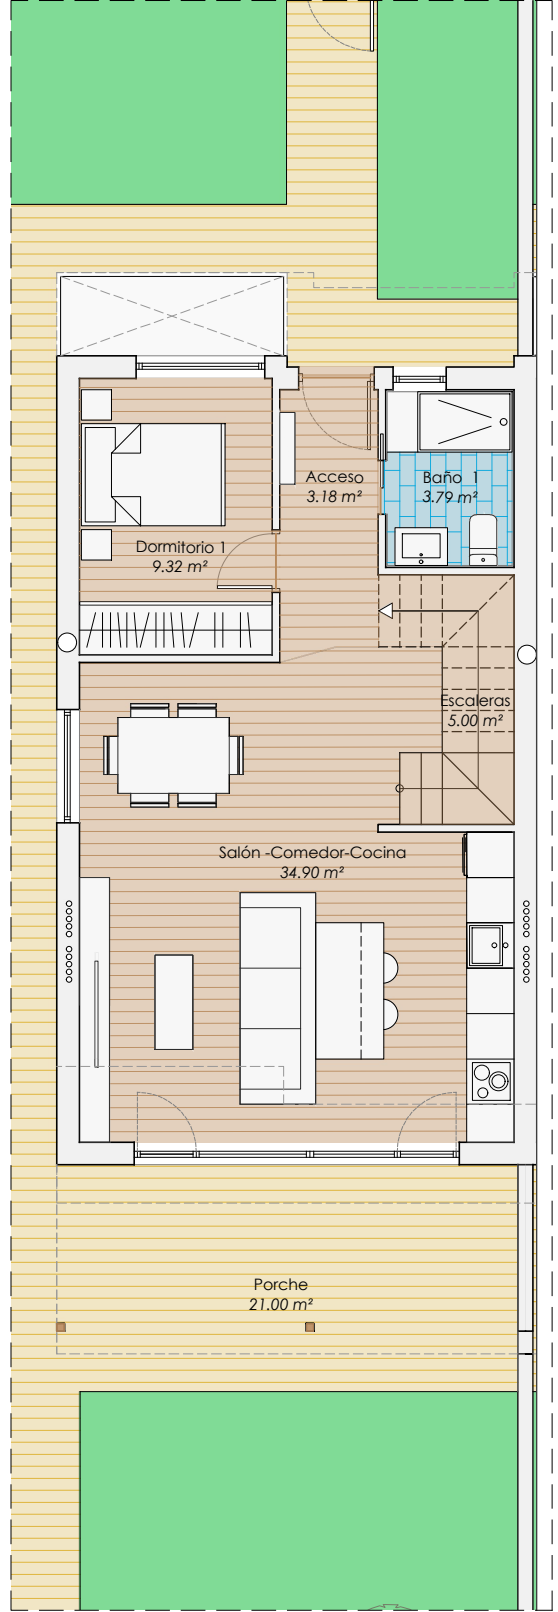 Acceso
3.18 m²
Baño 1
3.79 m²
Dormitorio 1
9.32 m²
Escaleras
5.00 m²
Salón -Comedor-Cocina
34.90 m²
Porche
21.00 m²